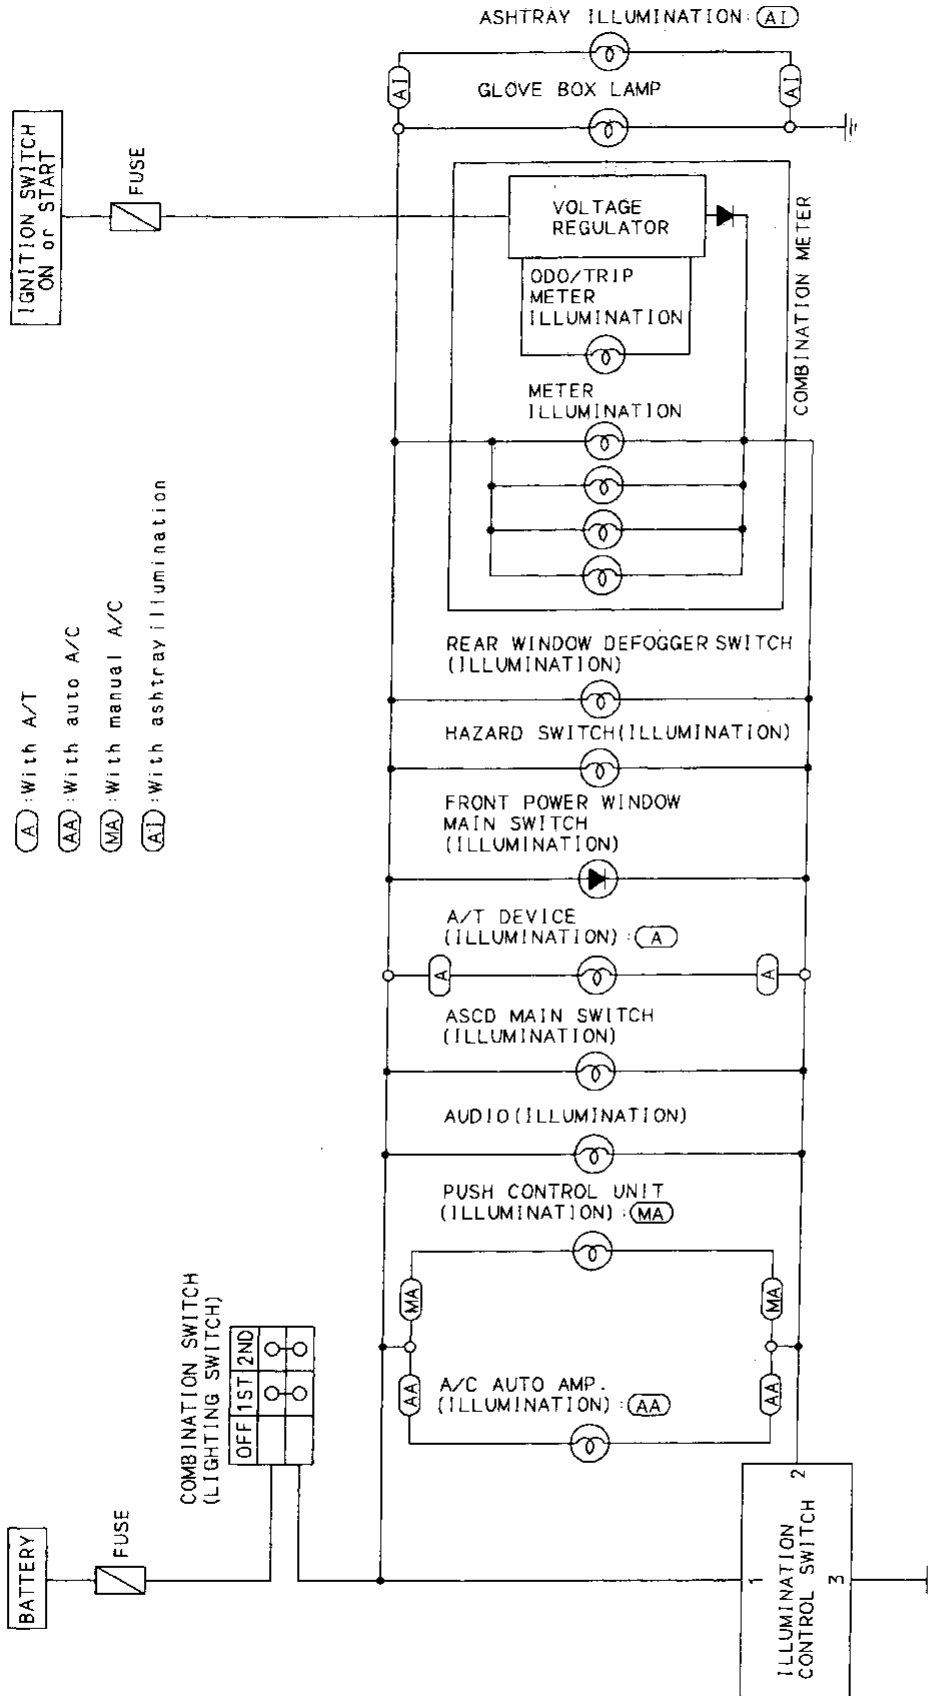 ASHTRAY ILLUMINATION: AI
AI
AI
GLOVE BOX LAMP
IGNITION SWITCH
ON or START
FUSE
VOLTAGE
REGULATOR
COMBINATION METER
ODO/TRIP
METER
ILLUMINATION
METER
ILLUMINATION
A :With A/T
AA :With auto A/C
MA :With manual A/C
AI :With ashtray illumination
REAR WINDOW DEFOGGER SWITCH
(ILLUMINATION)
HAZARD SWITCH(ILLUMINATION)
FRONT POWER WINDOW
MAIN SWITCH
(ILLUMINATION)
A/T DEVICE
(ILLUMINATION) : A
A
A
ASCD MAIN SWITCH
(ILLUMINATION)
AUDIO(ILLUMINATION)
PUSH CONTROL UNIT
(ILLUMINATION) : MA
MA
MA
COMBINATION SWITCH
(LIGHTING SWITCH)
OFF 1ST 2ND
A/C AUTO AMP.
(ILLUMINATION) : AA
AA
AA
BATTERY
FUSE
1
2
3
ILLUMINATION
CONTROL SWITCH